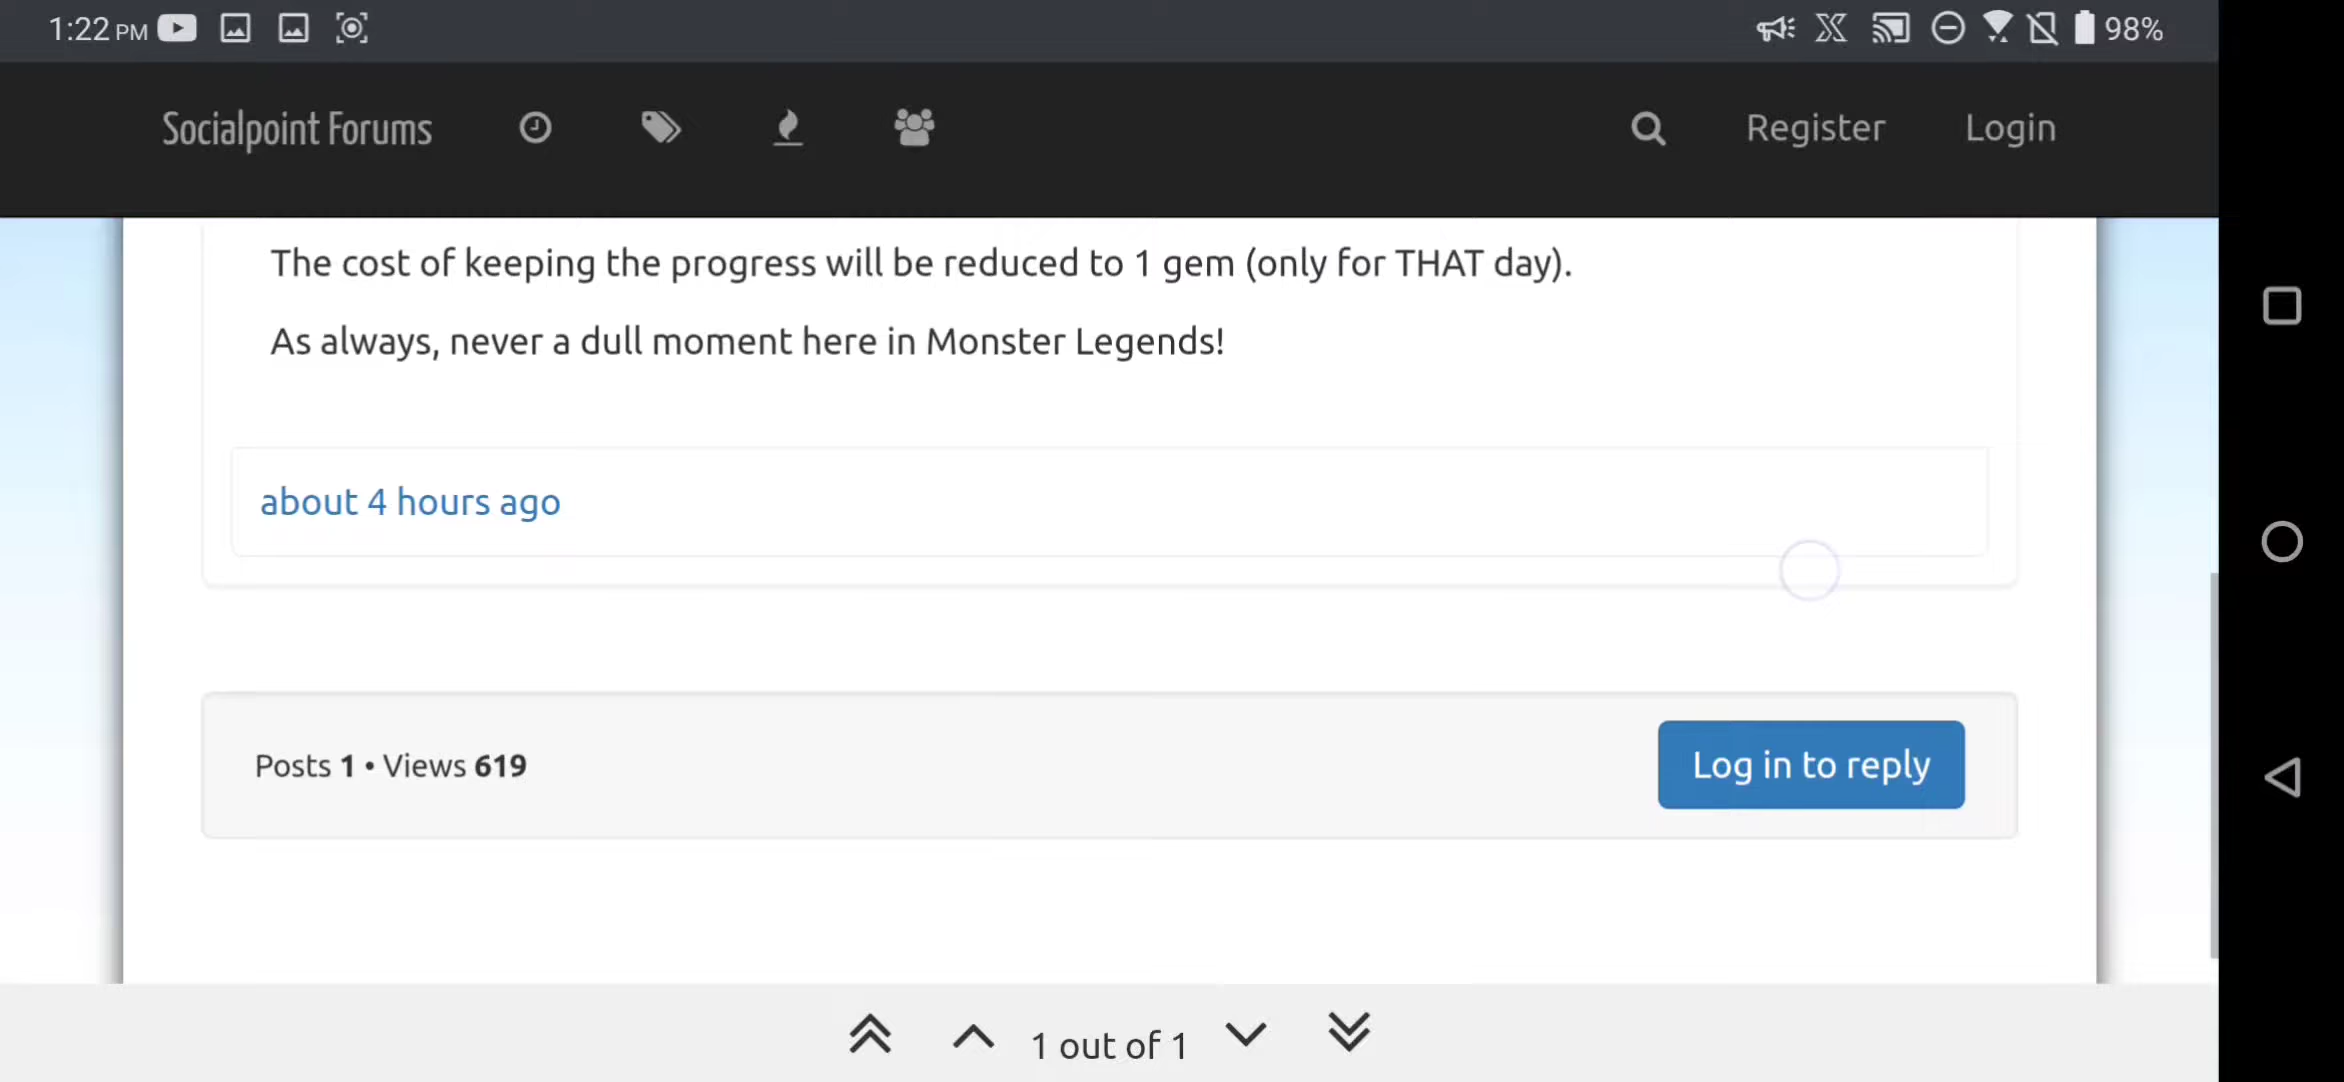 1:22 PM
98%
Socialpoint Forums
Register
Login
The cost of keeping the progress will be reduced to 1 gem (only for THAT day).
As always, never a dull moment here in Monster Legends!
about 4 hours ago
Posts 1 • Views 619
Log in to reply
1 out of 1